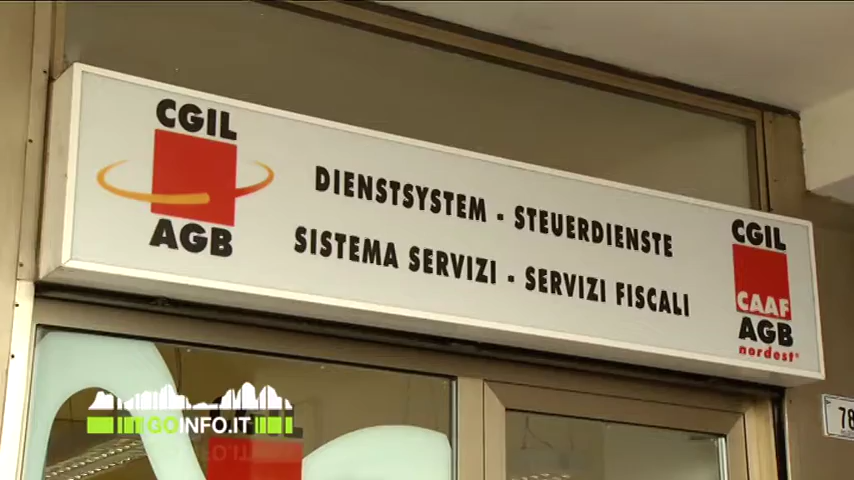 CGIL
AGB
DIENSTSYSTEM - STEUERDIENSTE
SISTEMA SERVIZI - SERVIZI FISCALI
CGIL
CAAF
AGB
nordest
78
GOINFO.IT